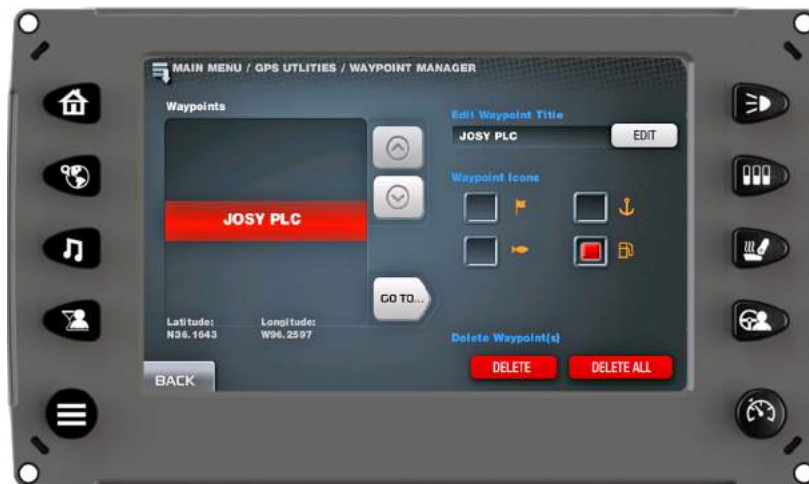 MAIN MENU / GPS UTLITIES / WAYPOINT MANAGER
Waypoints
JOSY PLC
Latitude:
N36.1643
Longitude:
W96.2597
GO TO...
BACK
Edit Waypoint Title
JOSY PLC
EDIT
Waypoint Icons
Delete Waypoint(s)
DELETE
DELETE ALL